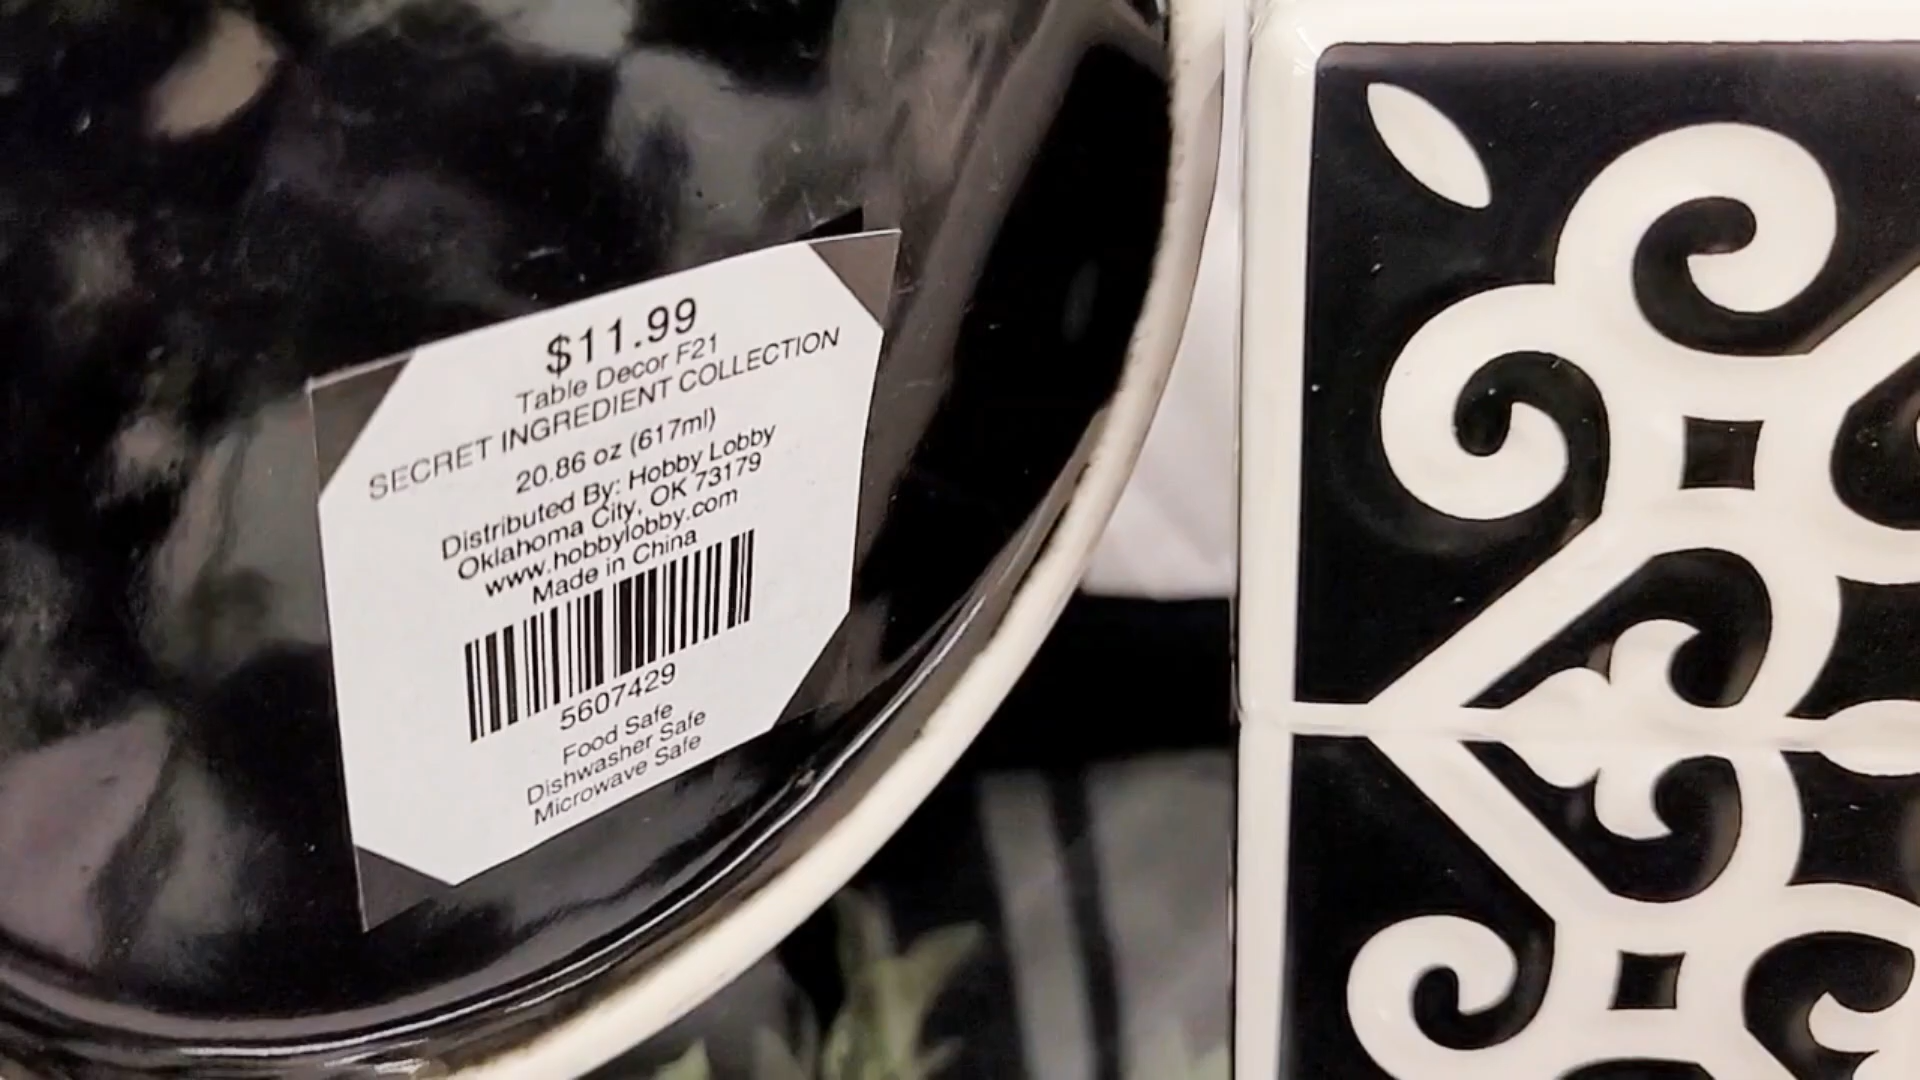 $11.99
Table Decor F21
SECRET INGREDIENT COLLECTION
20.86 oz (617ml)
Distributed By: Hobby Lobby
Oklahoma City, OK 73179
www.hobbylobby.com
Made in China
5607429
Food Safe
Dishwasher Safe
Microwave Safe